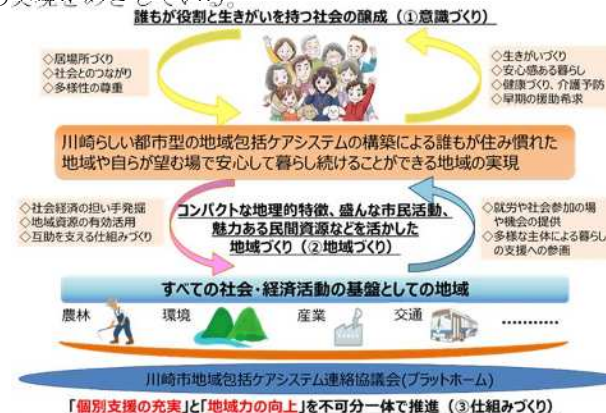 の実現をめざしている。
誰もが役割と生きがいを持つ社会の醸成（①意識づくり）
◇居場所づくり
◇社会とのつながり
◇多様性の尊重
◇生きがいづくり
◇安心感ある暮らし
◇健康づくり、介護予防
◇早期の援助希求
川崎らしい都市型の地域包括ケアシステムの構築による誰もが住み慣れた
地域や自らが望む場で安心して暮らし続けることができる地域の実現
◇社会経済の担い手発掘
◇地域資源の有効活用
◇互助を支える仕組みづくり
コンパクトな地理的特徴、盛んな市民活動、
魅力ある民間資源などを活かした
地域づくり（②地域づくり）
◇就労や社会参加の場
や機会の提供
◇多様な主体による暮らし
の支援への参画
すべての社会・経済活動の基盤としての地域
農林 環境 産業 交通 …………
川崎市地域包括ケアシステム連絡協議会(プラットホーム)
「個別支援の充実」と「地域力の向上」を不可分一体で推進（③仕組みづくり）